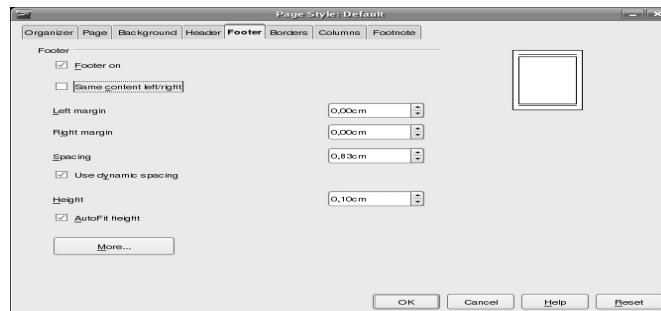 Page Style: Default
Organizer Page Background Header Footer Borders Columns Footnote
Footer
Footer on
Same content left/right
Left margin 0,00cm
Right margin 0,00cm
Spacing 0,83cm
Use dynamic spacing
Height 0,10cm
AutoFit height
More...
OK Cancel Help Reset